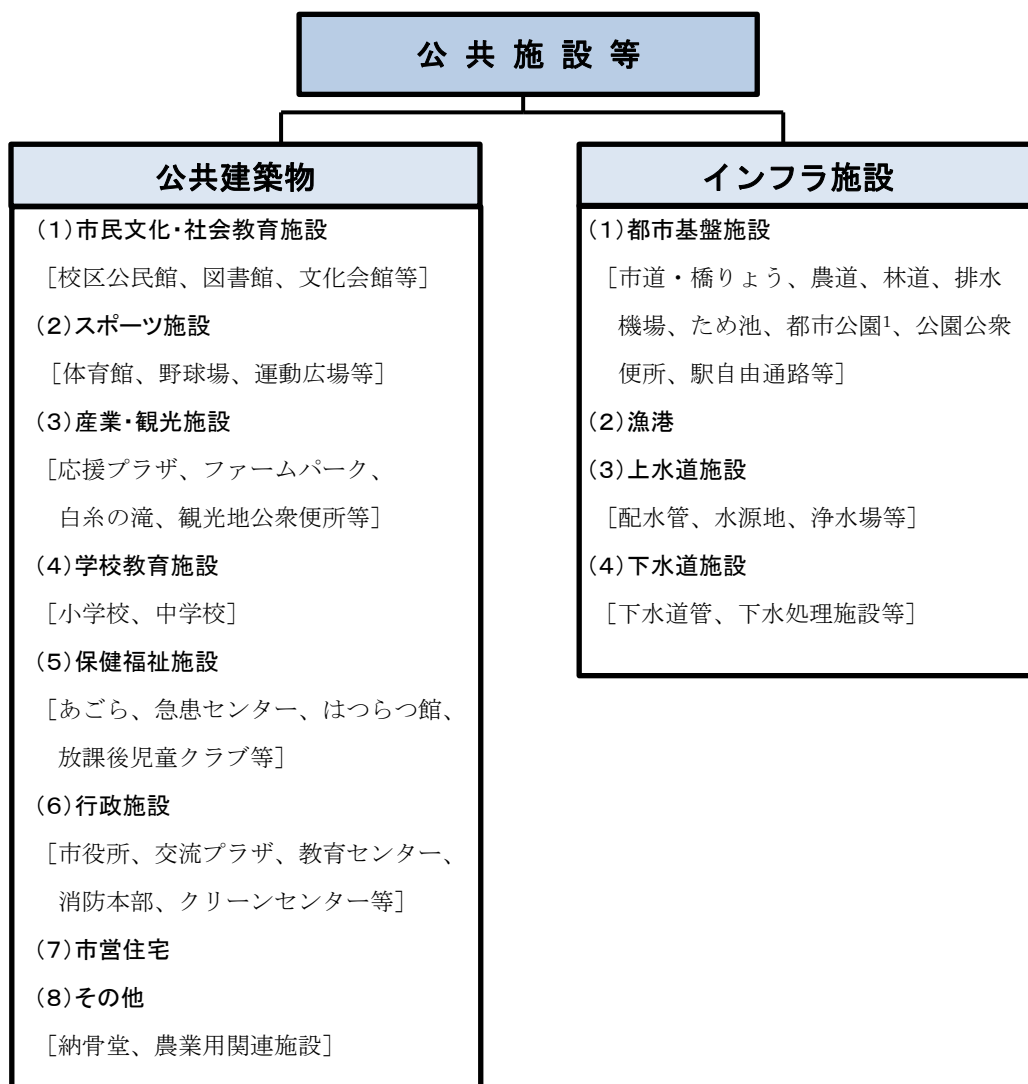 公共施設等
公共建築物
(1)市民文化・社会教育施設
［校区公民館、図書館、文化会館等］
(2)スポーツ施設
［体育館、野球場、運動広場等］
(3)産業・観光施設
［応援プラザ、ファームパーク、
白糸の滝、観光地公衆便所等］
(4)学校教育施設
［小学校、中学校］
(5)保健福祉施設
［あごら、急患センター、はつらつ館、
放課後児童クラブ等］
(6)行政施設
［市役所、交流プラザ、教育センター、
消防本部、クリーンセンター等］
(7)市営住宅
(8)その他
［納骨堂、農業用関連施設］
インフラ施設
(1)都市基盤施設
［市道・橋りょう、農道、林道、排水
機場、ため池、都市公園¹、公園公衆
便所、駅自由通路等］
(2)漁港
(3)上水道施設
［配水管、水源地、浄水場等］
(4)下水道施設
［下水道管、下水処理施設等］